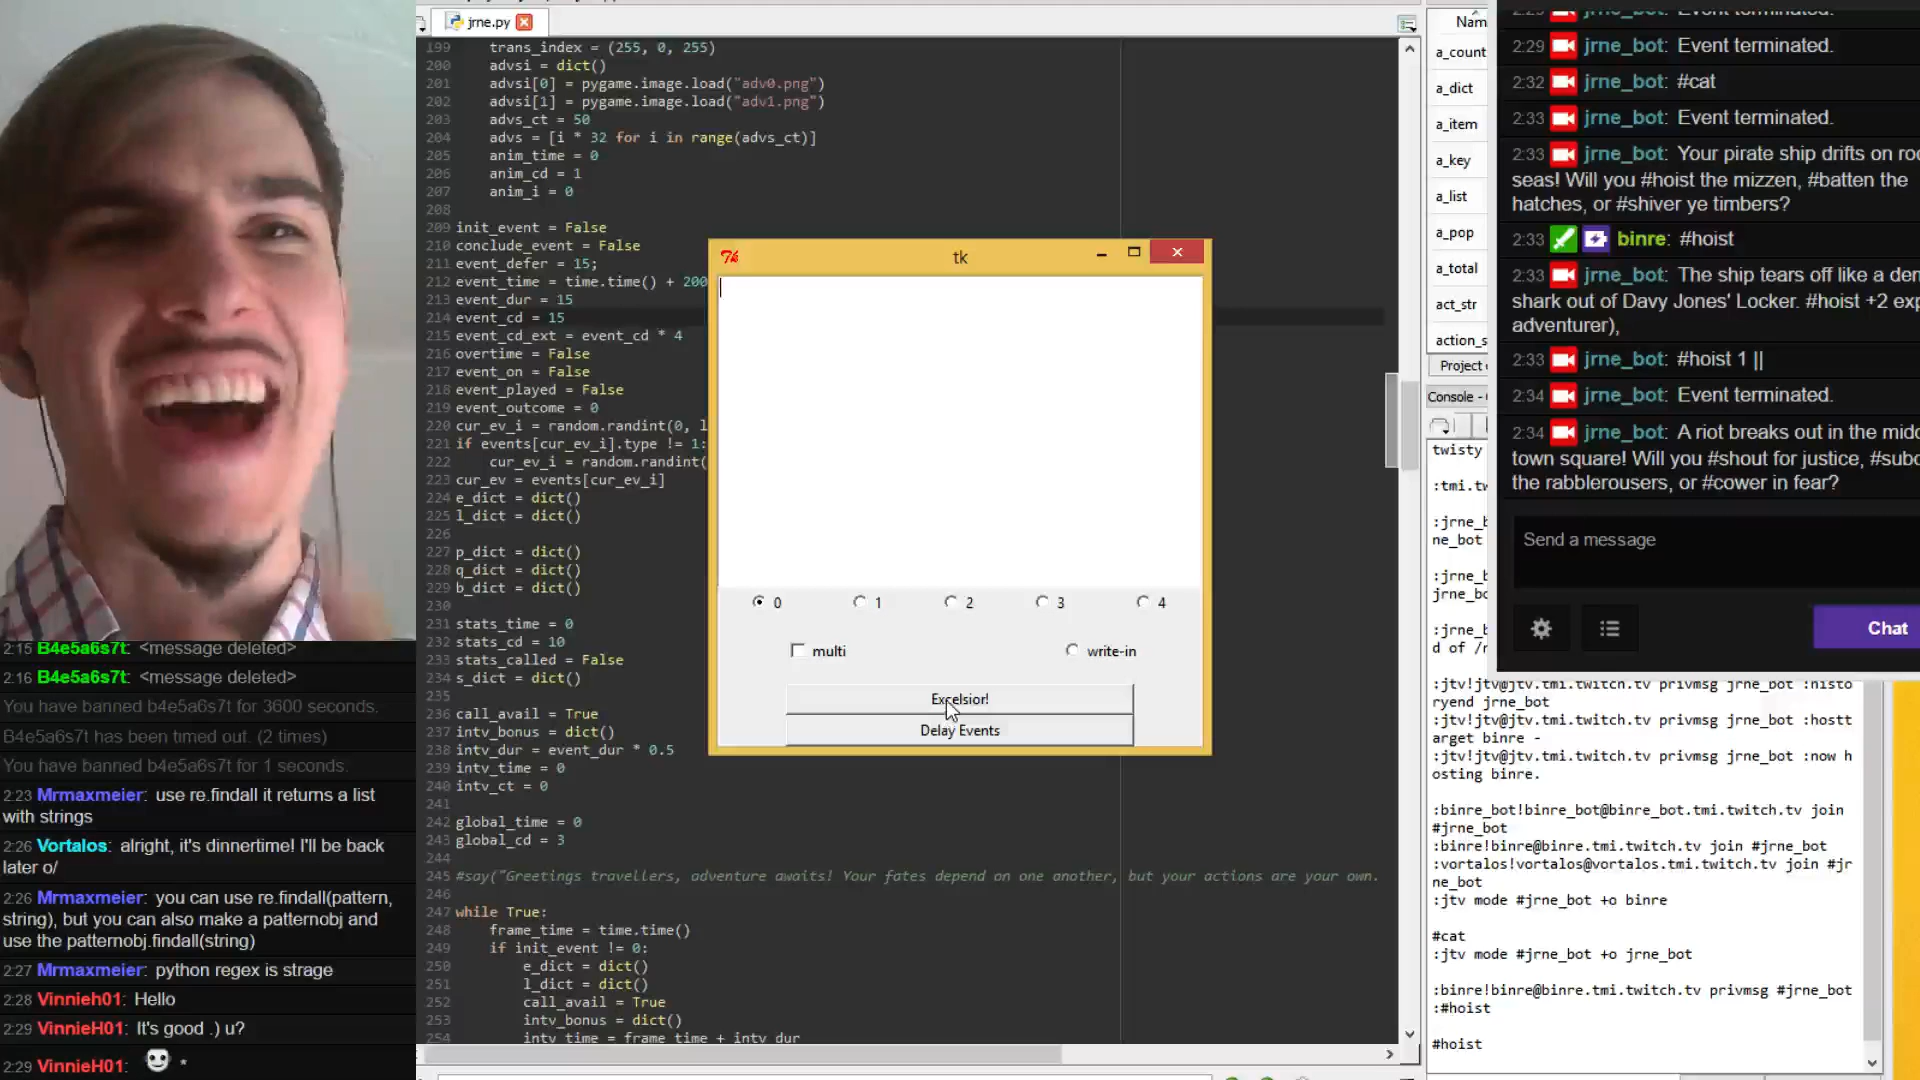 2:15 B4e5a6s7t: <message deleted>
2:16 B4e5a6s7t: <message deleted>
You have banned b4e5a6s7t for 3600 seconds.
B4e5a6s7t has been timed out. (2 times)
You have banned b4e5a6s7t for 1 seconds.
2:23 Mrmaxmeier: use re.findall it returns a list
with strings
2:26 Vortalos: alright, it's dinnertime! I'll be back
later o/
2:26 Mrmaxmeier: you can use re.findall(pattern,
string), but you can also make a patternobj and
use the patternobj.findall(string)
2:27 Mrmaxmeier: python regex is strage
2:28 Vinnieh01: Hello
2:29 VinnieH01: It's good .) u?
2:29 VinnieH01: *
jrne.py
199 trans_index = (255, 0, 255)
200 advsi = dict()
201 advsi[0] = pygame.image.load("adv0.png")
202 advsi[1] = pygame.image.load("adv1.png")
203 advs_ct = 50
204 advs = [i * 32 for i in range(advs_ct)]
205 anim_time = 0
206 anim_cd = 1
207 anim_i = 0
208
209 init_event = False
210 conclude_event = False
211 event_defer = 15;
212 event_time = time.time() + 200
213 event_dur = 15
214 event_cd = 15
215 event_cd_ext = event_cd * 4
216 overtime = False
217 event_on = False
218 event_played = False
219 event_outcome = 0
220 cur_ev_i = random.randint(0, l
221 if events[cur_ev_i].type != 1:
222 cur_ev_i = random.randint(
223 cur_ev = events[cur_ev_i]
224 e_dict = dict()
225 l_dict = dict()
226
227 p_dict = dict()
228 q_dict = dict()
229 b_dict = dict()
230
231 stats_time = 0
232 stats_cd = 10
233 stats_called = False
234 s_dict = dict()
235
236 call_avail = True
237 intv_bonus = dict()
238 intv_dur = event_dur * 0.5
239 intv_time = 0
240 intv_ct = 0
241
242 global_time = 0
243 global_cd = 3
244
245 #say("Greetings travellers, adventure awaits! Your fates depend on one another, but your actions are your own.
246
247 while True:
248 frame_time = time.time()
249 if init_event != 0:
250 e_dict = dict()
251 l_dict = dict()
252 call_avail = True
253 intv_bonus = dict()
254 intv_time = frame_time + intv_dur
tk
0 1 2 3 4
multi write-in
Excelsior!
Delay Events
Nam
a_count
a_dict
a_item
a_key
a_list
a_pop
a_total
act_str
action_s
Project
Console -
jrne_bot: Event terminated.
2:29 jrne_bot: Event terminated.
2:32 jrne_bot: #cat
2:33 jrne_bot: Event terminated.
2:33 jrne_bot: Your pirate ship drifts on roc
seas! Will you #hoist the mizzen, #batten the
hatches, or #shiver ye timbers?
2:33 binre: #hoist
2:33 jrne_bot: The ship tears off like a den
shark out of Davy Jones' Locker. #hoist +2 exp
adventurer),
2:33 jrne_bot: #hoist 1 ||
2:34 jrne_bot: Event terminated.
2:34 jrne_bot: A riot breaks out in the midd
town square! Will you #shout for justice, #subd
the rabblerousers, or #cower in fear?
Send a message
Chat
twisty
:tmi.tw
:jrne_b
ne_bot
:jrne_b
jrne_b
:jrne_b
d of /n
:jtv!jtv@jtv.tmi.twitch.tv privmsg jrne_bot :histo
ryend jrne_bot
:jtv!jtv@jtv.tmi.twitch.tv privmsg jrne_bot :hostt
arget binre -
:jtv!jtv@jtv.tmi.twitch.tv privmsg jrne_bot :now h
osting binre.
:binre_bot!binre_bot@binre_bot.tmi.twitch.tv join
#jrne_bot
:binre!binre@binre.tmi.twitch.tv join #jrne_bot
:vortalos!vortalos@vortalos.tmi.twitch.tv join #jr
ne_bot
:jtv mode #jrne_bot +o binre
#cat
:jtv mode #jrne_bot +o jrne_bot
:binre!binre@binre.tmi.twitch.tv privmsg #jrne_bot
:#hoist
#hoist